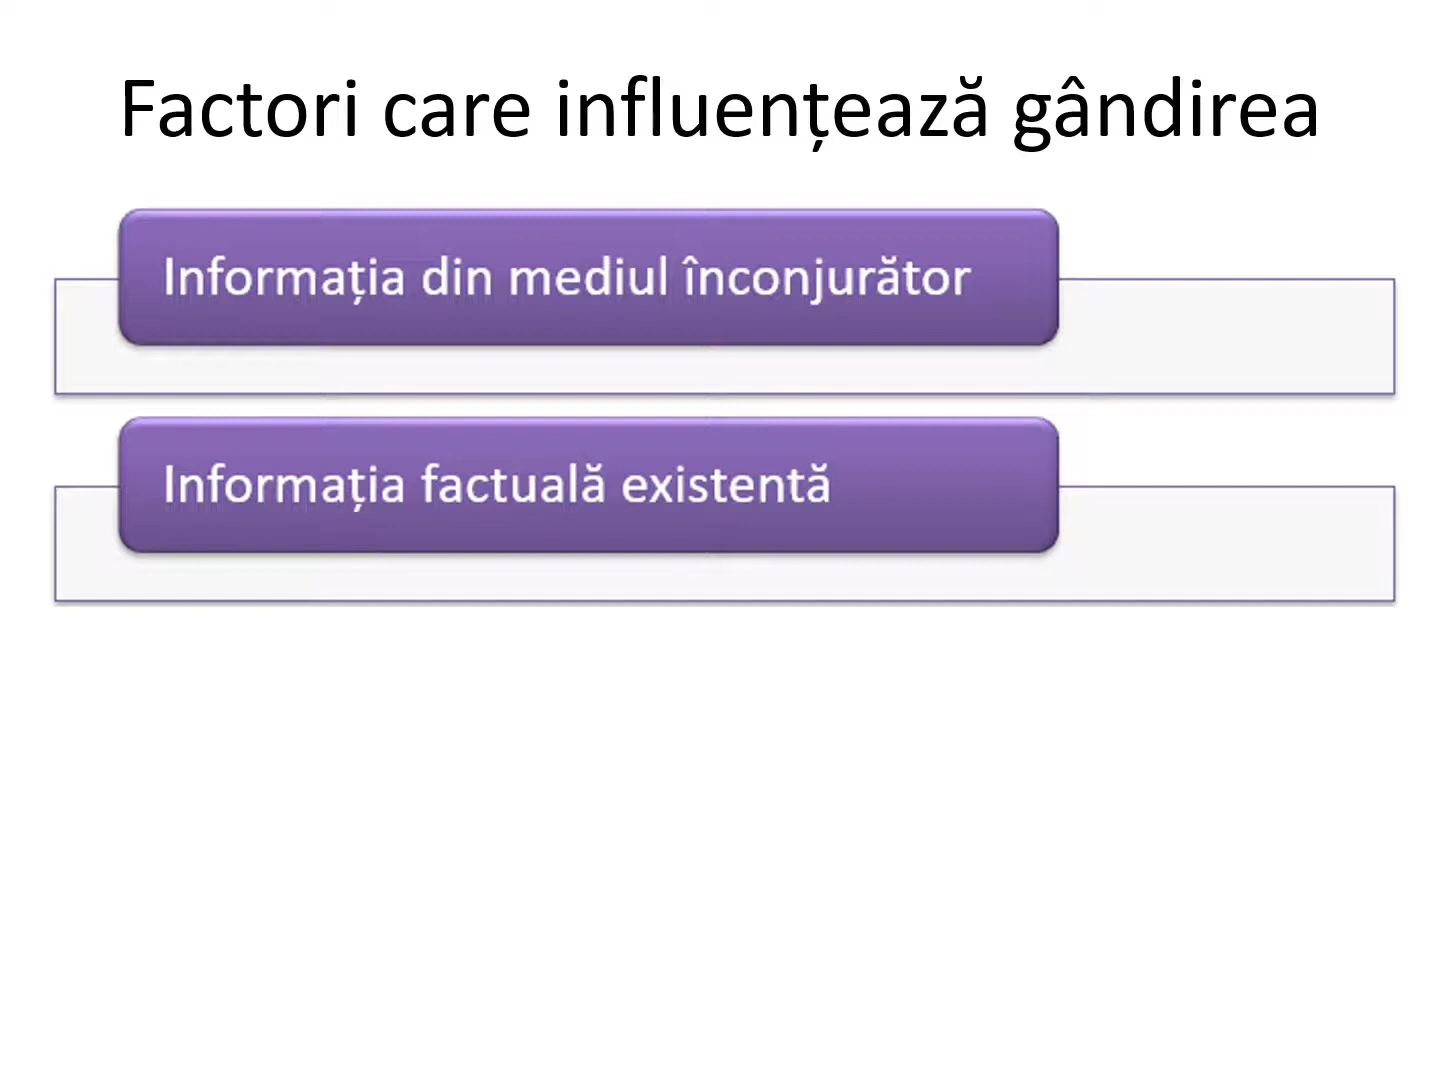 Factori care influențează gândirea
Informația din mediul înconjurător
Informația factuală existentă